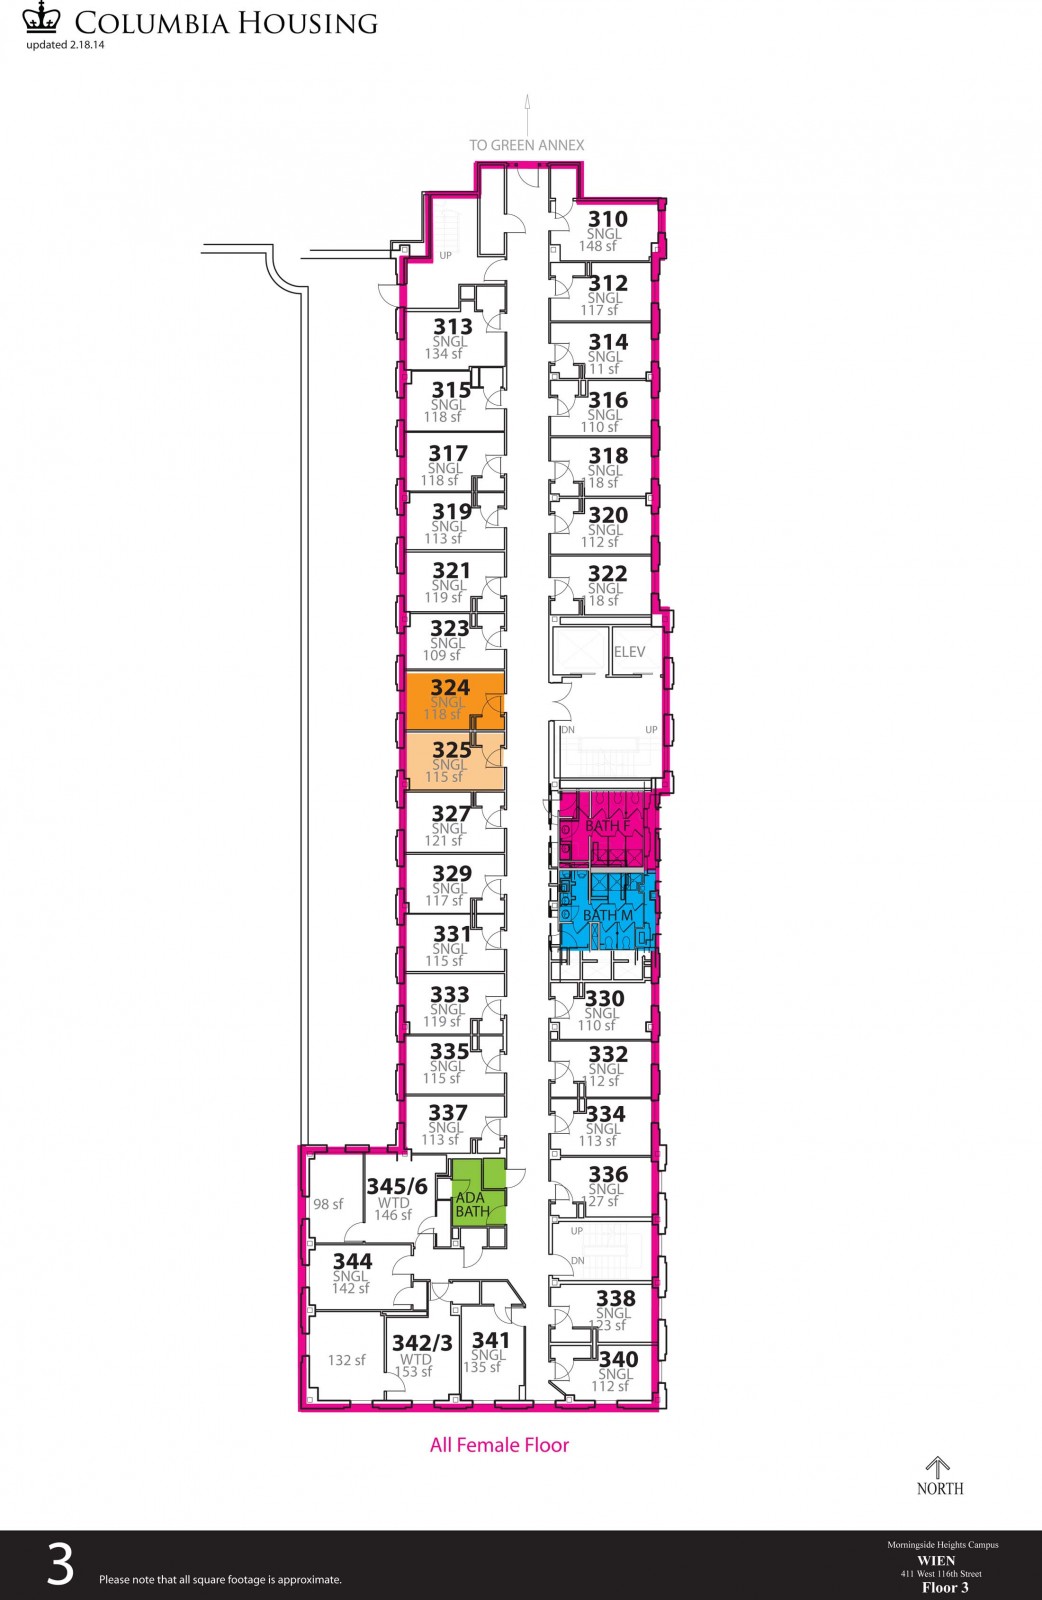 COLUMBIA HOUSING
updated 2.18.14
TO GREEN ANNEX
310
SNGL
148 sf
UP
312
SNGL
117 sf
313
SNGL
134 sf
314
SNGL
11 sf
315
SNGL
118 sf
316
SNGL
110 sf
317
SNGL
118 sf
318
SNGL
18 sf
319
SNGL
113 sf
320
SNGL
112 sf
321
SNGL
119 sf
322
SNGL
18 sf
323
SNGL
109 sf
ELEV
324
SNGL
118 sf
DN
UP
325
SNGL
115 sf
327
SNGL
121 sf
BATH F
329
SNGL
117 sf
BATH M
331
SNGL
115 sf
333
SNGL
119 sf
330
SNGL
110 sf
335
SNGL
115 sf
332
SNGL
12 sf
337
SNGL
113 sf
334
SNGL
113 sf
98 sf
345/6
WTD
146 sf
ADA
BATH
336
SNGL
27 sf
UP
DN
344
SNGL
142 sf
338
SNGL
23 sf
132 sf
342/3
WTD
153 sf
341
SNGL
135 sf
340
SNGL
112 sf
All Female Floor
NORTH
3
Please note that all square footage is approximate.
Morningside Heights Campus
WIEN
411 West 116th Street
Floor 3